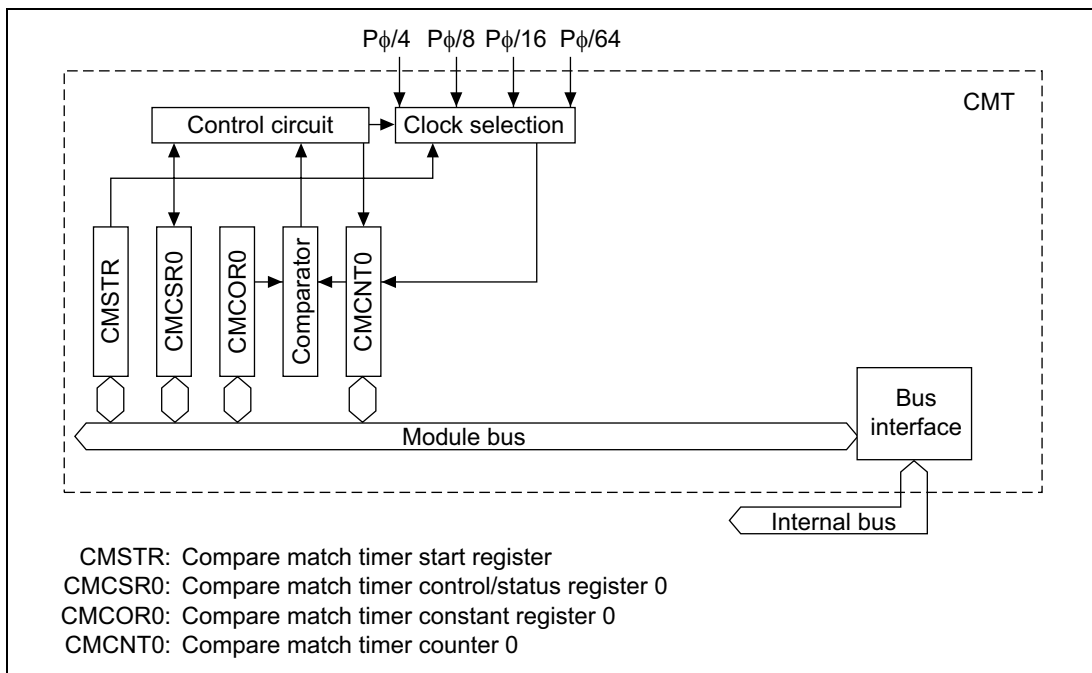 Pϕ/4 Pϕ/8 Pϕ/16 Pϕ/64
CMT
Control circuit
Clock selection
CMSTR
CMCSR0
CMCOR0
Comparator
CMCNT0
Bus
interface
Module bus
Internal bus
CMSTR: Compare match timer start register
CMCSR0: Compare match timer control/status register 0
CMCOR0: Compare match timer constant register 0
CMCNT0: Compare match timer counter 0